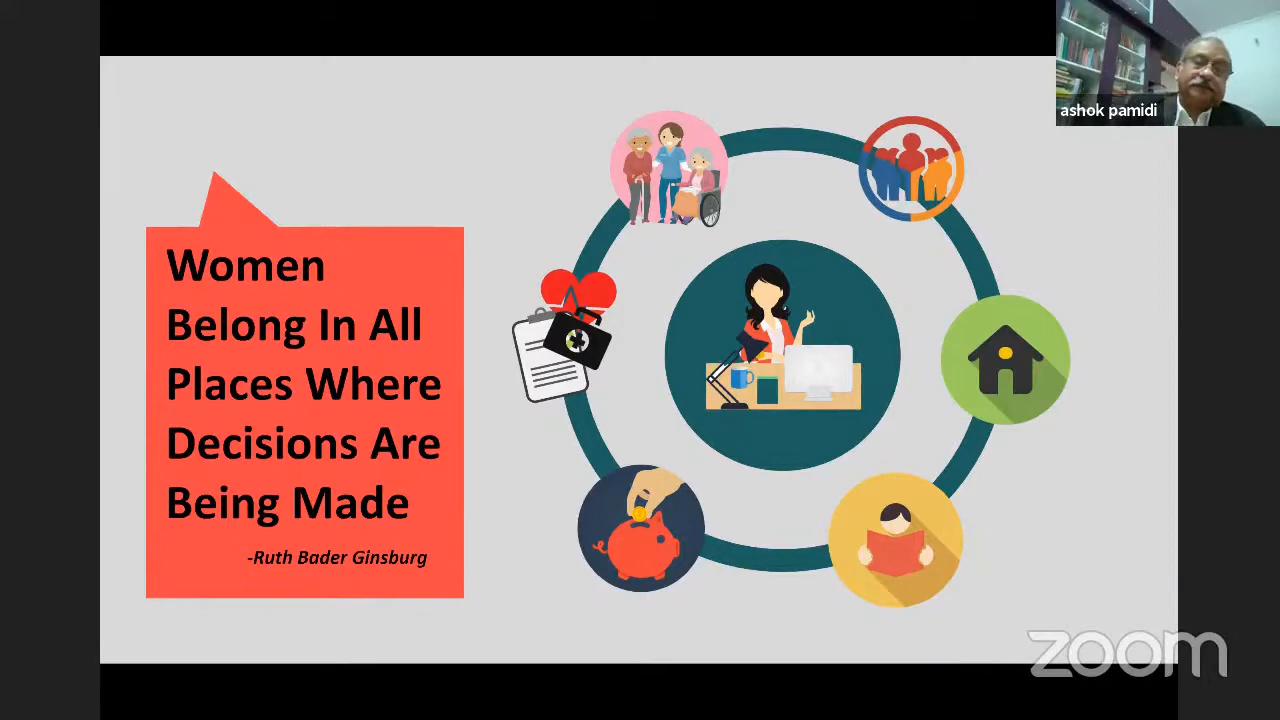 ashok pamidi
Women
Belong In All
Places Where
Decisions Are
Being Made
-Ruth Bader Ginsburg
zoom